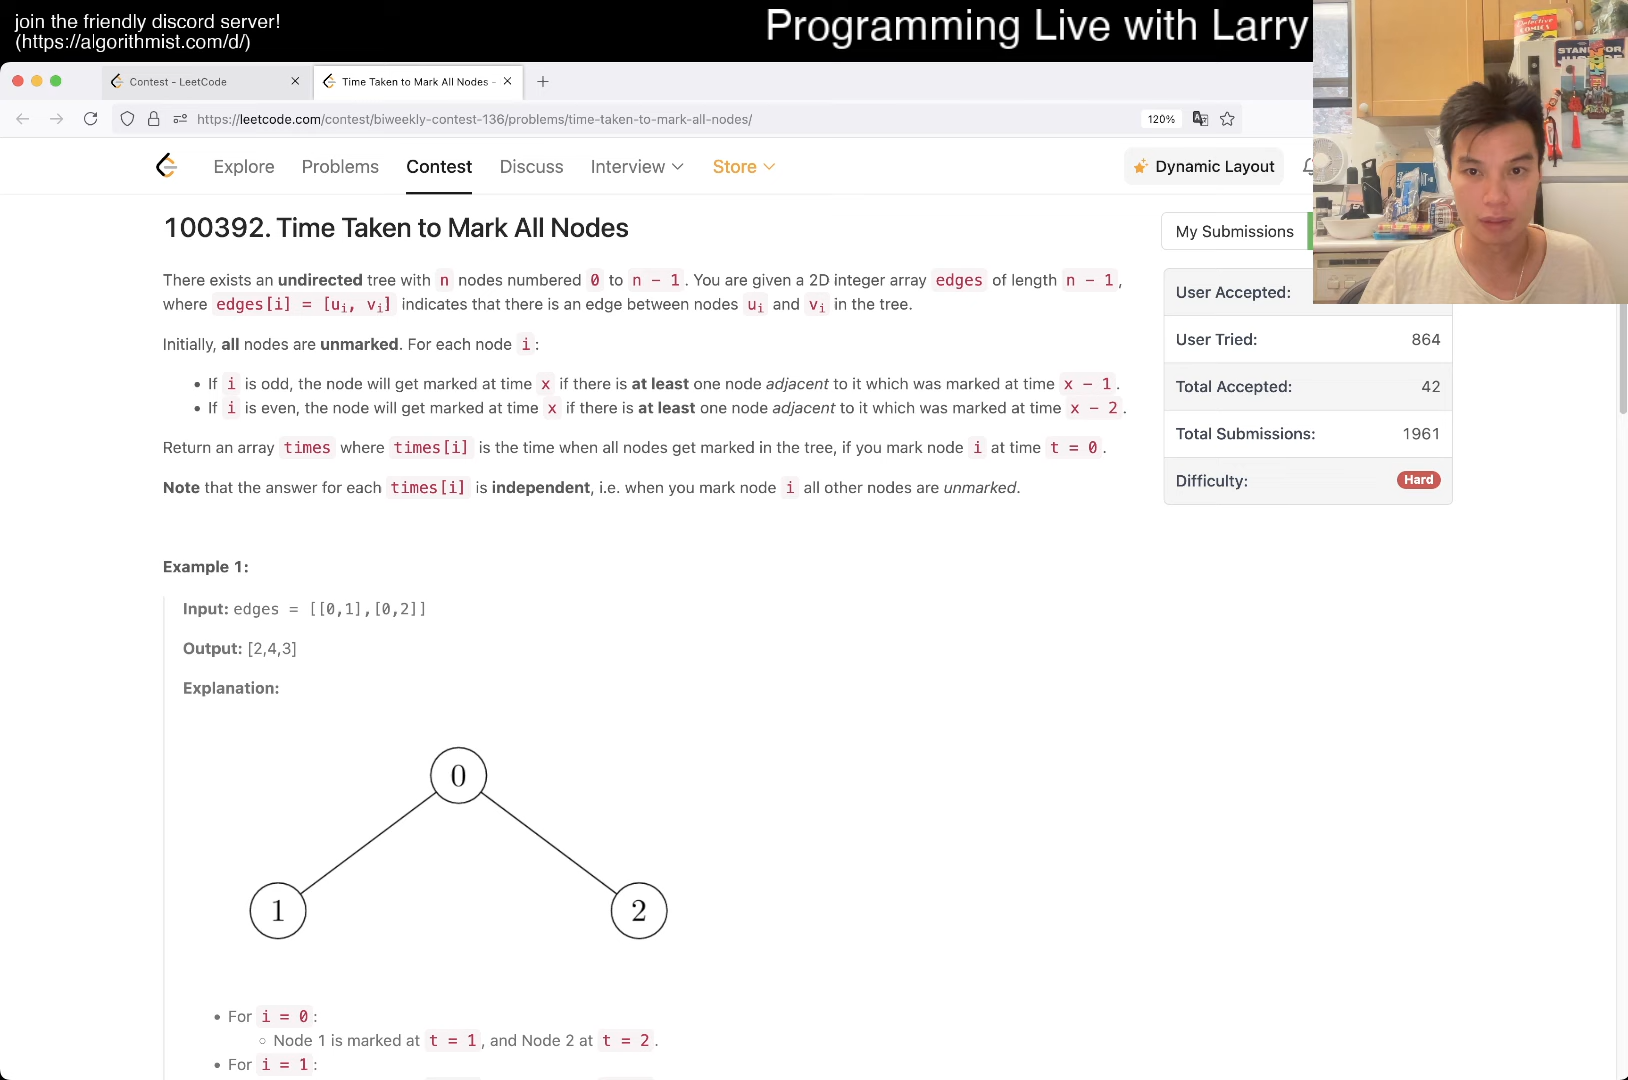 join the friendly discord server!
(https://algorithmist.com/d/)
Programming Live with Larry
Contest - LeetCode
Time Taken to Mark All Nodes -
https://leetcode.com/contest/biweekly-contest-136/problems/time-taken-to-mark-all-nodes/
120%
Explore Problems Contest Discuss Interview Store
Dynamic Layout
100392. Time Taken to Mark All Nodes
My Submissions
There exists an undirected tree with n nodes numbered 0 to n - 1. You are given a 2D integer array edges of length n - 1,
where edges[i] = [ui, vi] indicates that there is an edge between nodes ui and vi in the tree.
Initially, all nodes are unmarked. For each node i:
• If i is odd, the node will get marked at time x if there is at least one node adjacent to it which was marked at time x - 1.
• If i is even, the node will get marked at time x if there is at least one node adjacent to it which was marked at time x - 2.
Return an array times where times[i] is the time when all nodes get marked in the tree, if you mark node i at time t = 0.
Note that the answer for each times[i] is independent, i.e. when you mark node i all other nodes are unmarked.
User Accepted:
User Tried: 864
Total Accepted: 42
Total Submissions: 1961
Difficulty: Hard
Example 1:
Input: edges = [[0,1],[0,2]]
Output: [2,4,3]
Explanation:
0
1
2
• For i = 0:
◦ Node 1 is marked at t = 1, and Node 2 at t = 2.
• For i = 1: